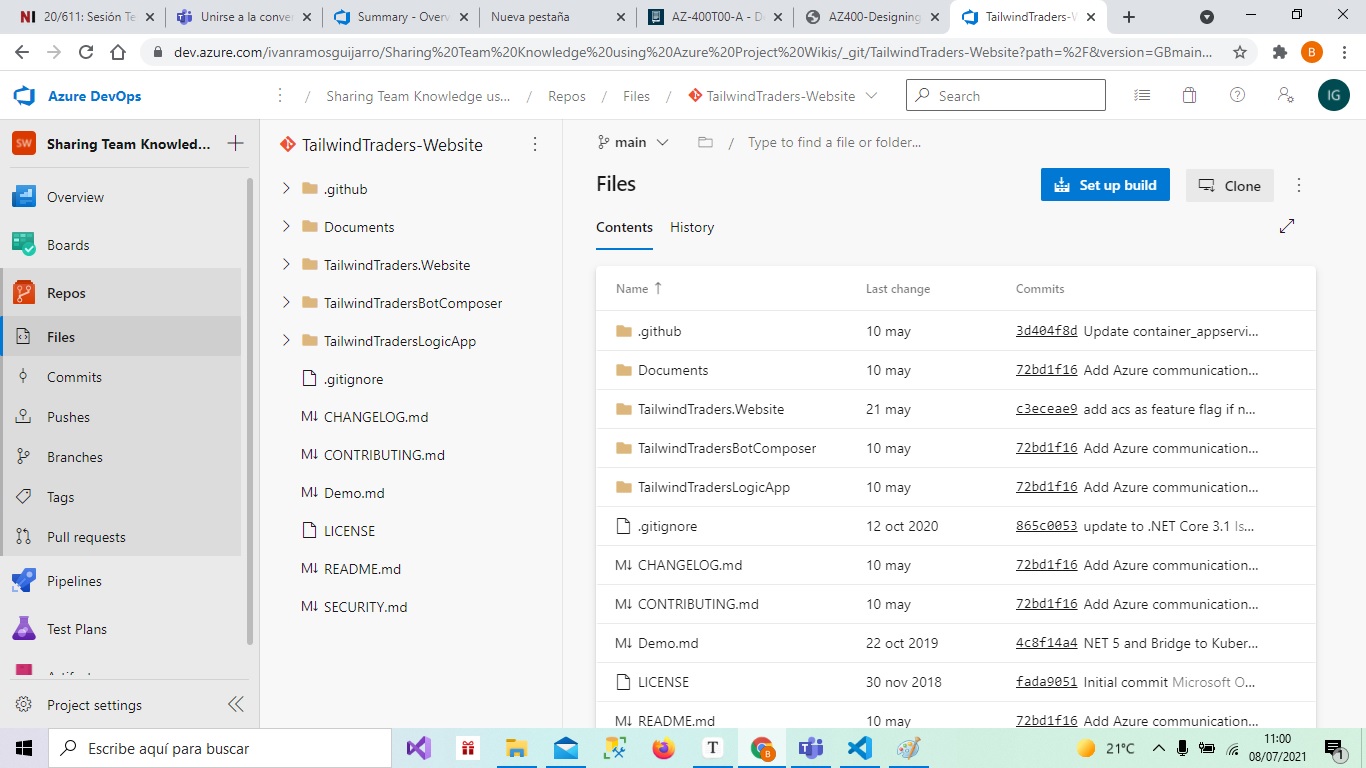 20/611: Sesión Te
Unirse a la conver
Summary - Overv
Nueva pestaña
AZ-400T00-A - D
AZ400-Designing
TailwindTraders-W
dev.azure.com/ivanramosguijarro/Sharing%20Team%20Knowledge%20using%20Azure%20Project%20Wikis/_git/TailwindTraders-Website?path=%2F&version=GBmain...
B
Azure DevOps
/ Sharing Team Knowledge us... / Repos / Files / TailwindTraders-Website
Search
IG
SW Sharing Team Knowled...
Overview
Boards
Repos
Files
Commits
Pushes
Branches
Tags
Pull requests
Pipelines
Test Plans
Project settings
TailwindTraders-Website
.github
Documents
TailwindTraders.Website
TailwindTradersBotComposer
TailwindTradersLogicApp
.gitignore
M↓ CHANGELOG.md
M↓ CONTRIBUTING.md
M↓ Demo.md
LICENSE
M↓ README.md
M↓ SECURITY.md
main / Type to find a file or folder...
Files
Set up build
Clone
Contents History
Name ↑ Last change Commits
.github 10 may 3d404f8d Update container_appservi...
Documents 10 may 72bd1f16 Add Azure communication...
TailwindTraders.Website 21 may c3eceae9 add acs as feature flag if n...
TailwindTradersBotComposer 10 may 72bd1f16 Add Azure communication...
TailwindTradersLogicApp 10 may 72bd1f16 Add Azure communication...
.gitignore 12 oct 2020 865c0053 update to .NET Core 3.1 Is...
M↓ CHANGELOG.md 10 may 72bd1f16 Add Azure communication...
M↓ CONTRIBUTING.md 10 may 72bd1f16 Add Azure communication...
M↓ Demo.md 22 oct 2019 4c8f14a4 NET 5 and Bridge to Kuber...
LICENSE 30 nov 2018 fada9051 Initial commit Microsoft O...
M↓ README.md 10 may 72bd1f16 Add Azure communication...
Escribe aquí para buscar
T
B
21°C
11:00
08/07/2021
1